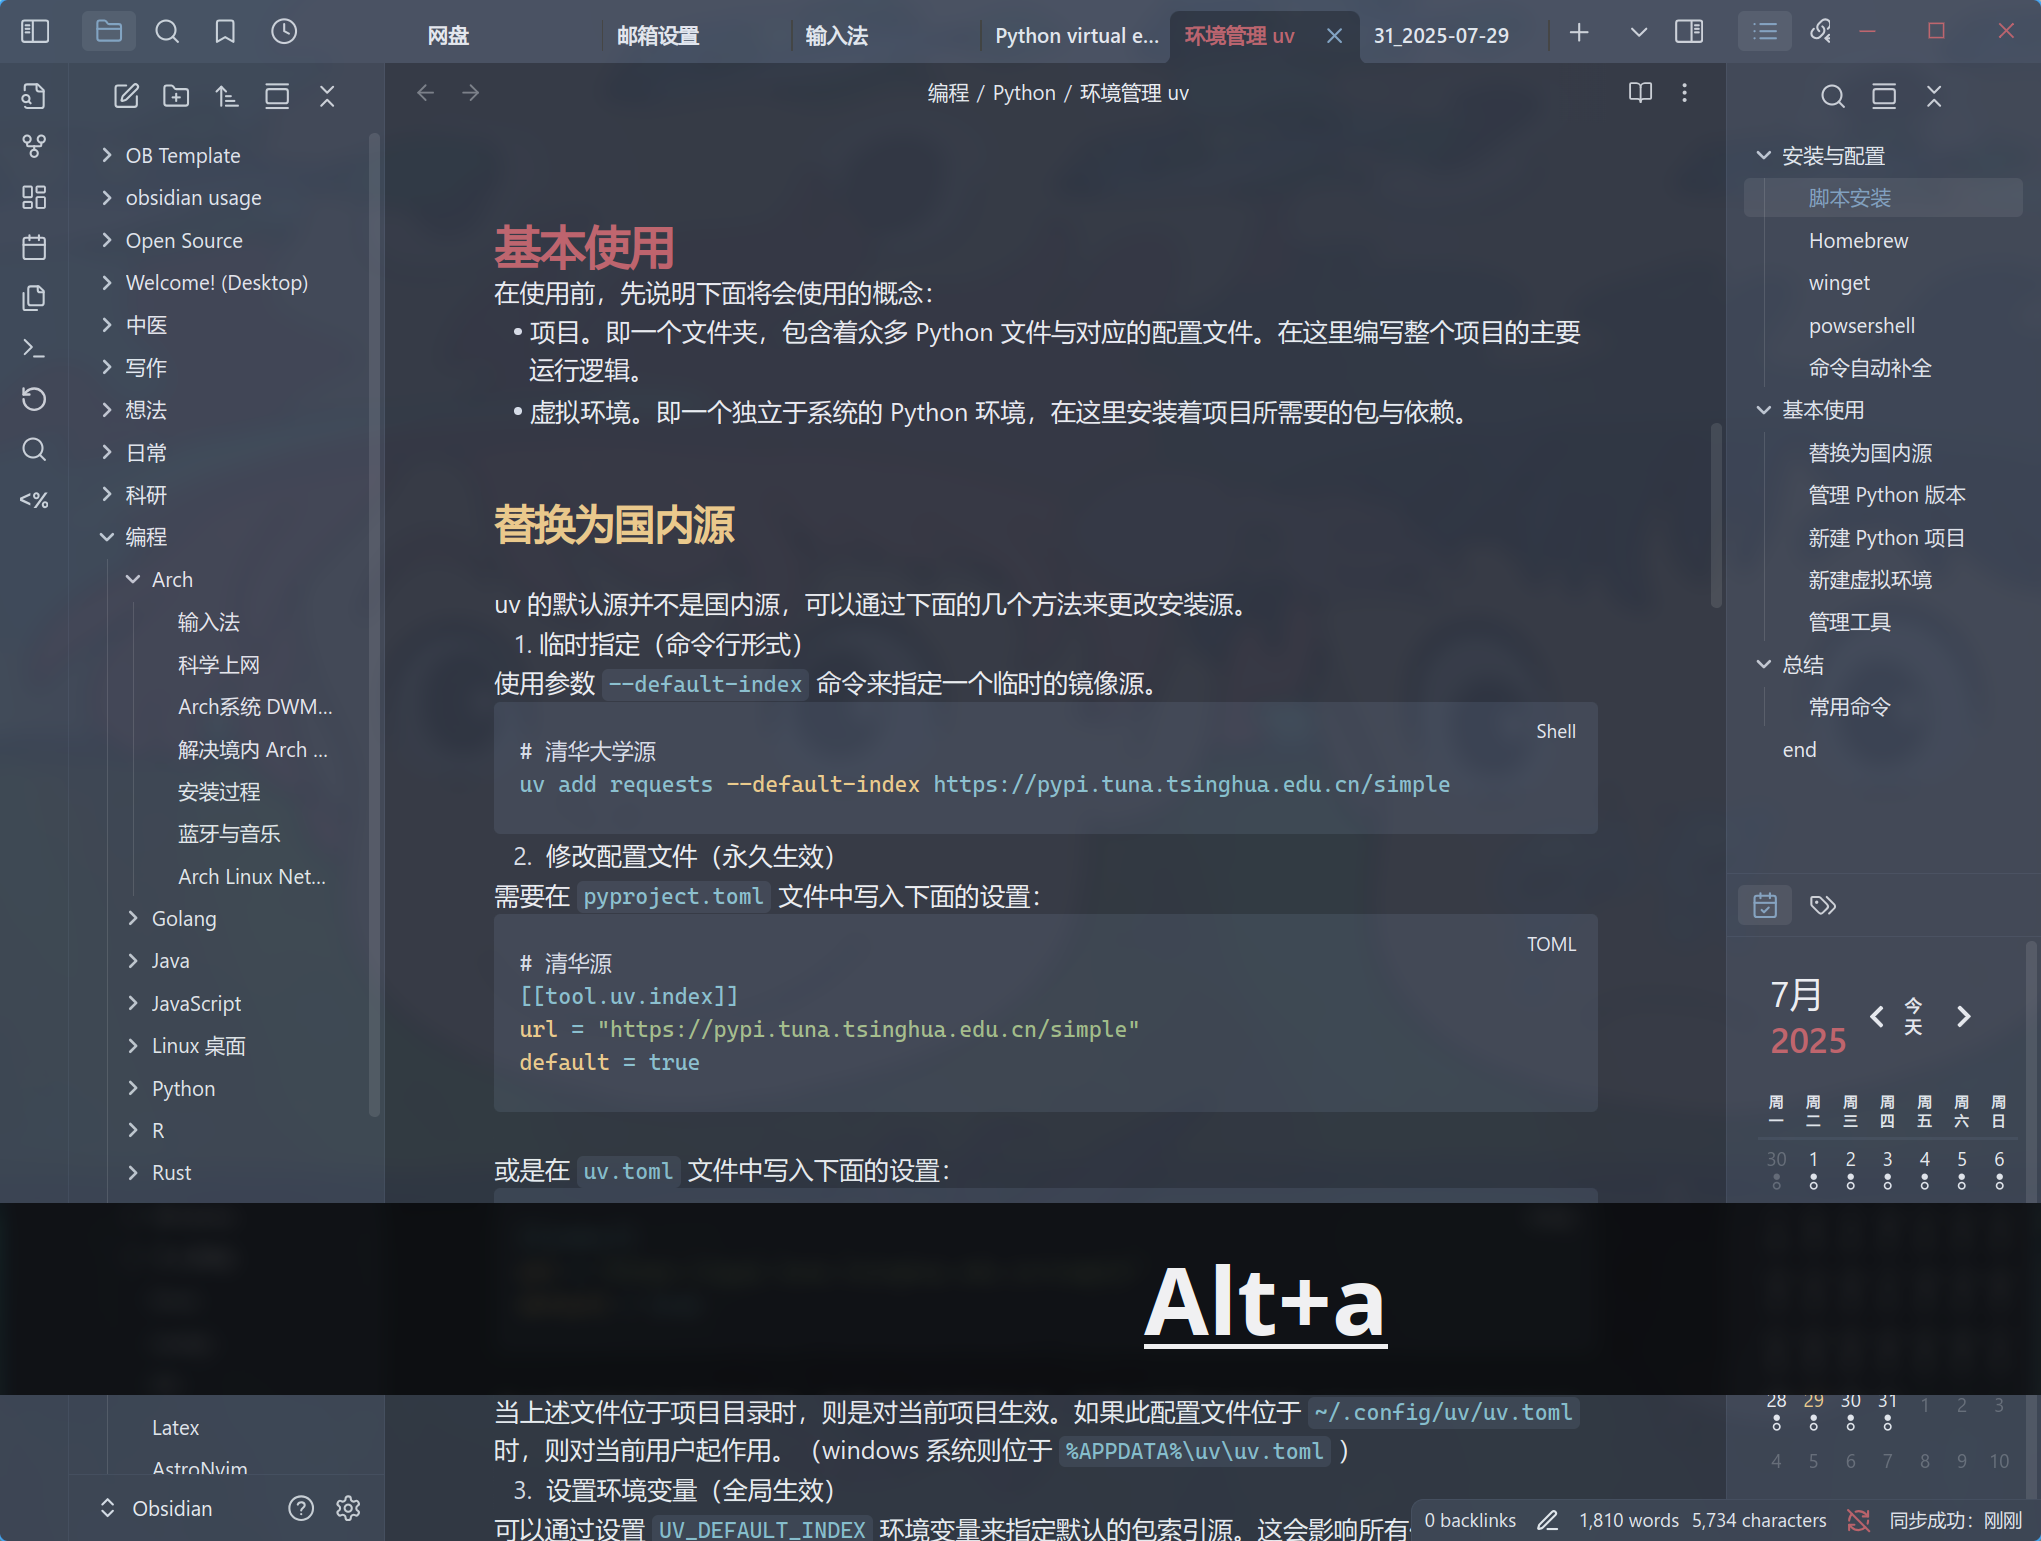 网盘
邮箱设置
输入法
Python virtual e...
环境管理 uv
31_2025-07-29
编程 / Python / 环境管理 uv
OB Template
obsidian usage
Open Source
Welcome! (Desktop)
中医
写作
想法
日常
科研
编程
Arch
输入法
科学上网
Arch系统 DWM...
解决境内 Arch ...
安装过程
蓝牙与音乐
Arch Linux Net...
Golang
Java
JavaScript
Linux 桌面
Python
R
Rust
Latex
AstroNvim
Obsidian
<%
基本使用
在使用前，先说明下面将会使用的概念：
• 项目。即一个文件夹，包含着众多 Python 文件与对应的配置文件。在这里编写整个项目的主要
运行逻辑。
• 虚拟环境。即一个独立于系统的 Python 环境，在这里安装着项目所需要的包与依赖。
替换为国内源
uv 的默认源并不是国内源，可以通过下面的几个方法来更改安装源。
1. 临时指定（命令行形式）
使用参数 --default-index 命令来指定一个临时的镜像源。
Shell
# 清华大学源
uv add requests --default-index https://pypi.tuna.tsinghua.edu.cn/simple
2. 修改配置文件（永久生效）
需要在 pyproject.toml 文件中写入下面的设置：
TOML
# 清华源
[[tool.uv.index]]
url = "https://pypi.tuna.tsinghua.edu.cn/simple"
default = true
或是在 uv.toml 文件中写入下面的设置：
Alt+a
当上述文件位于项目目录时，则是对当前项目生效。如果此配置文件位于 ~/.config/uv/uv.toml
时，则对当前用户起作用。（windows 系统则位于 %APPDATA%\uv\uv.toml ）
3. 设置环境变量（全局生效）
可以通过设置 UV_DEFAULT_INDEX 环境变量来指定默认的包索引源。这会影响所有
安装与配置
脚本安装
Homebrew
winget
powsershell
命令自动补全
基本使用
替换为国内源
管理 Python 版本
新建 Python 项目
新建虚拟环境
管理工具
总结
常用命令
end
7月
2025
今天
周一 周二 周三 周四 周五 周六 周日
30 1 2 3 4 5 6
28 29 30 31 1 2 3
4 5 6 7 8 9 10
0 backlinks 1,810 words 5,734 characters 同步成功：刚刚